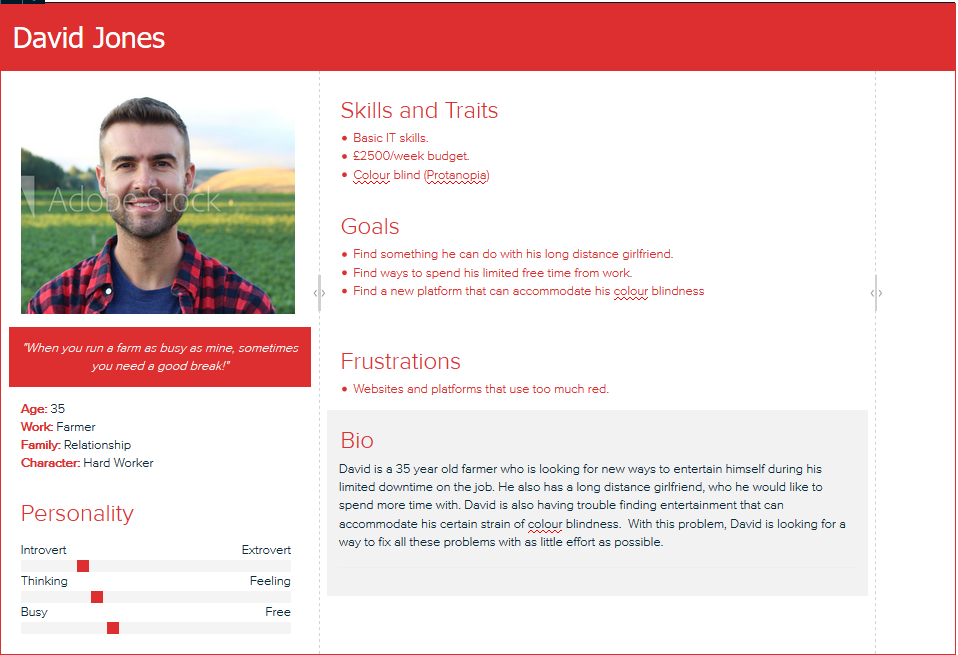 David Jones
Adobe Stock
"When you run a farm as busy as mine, sometimes
you need a good break!"
Age: 35
Work: Farmer
Family: Relationship
Character: Hard Worker
Personality
Introvert Extrovert
Thinking Feeling
Busy Free
Skills and Traits
• Basic IT skills.
• £2500/week budget.
• Colour blind (Protanopia)
Goals
• Find something he can do with his long distance girlfriend.
• Find ways to spend his limited free time from work.
• Find a new platform that can accommodate his colour blindness
Frustrations
• Websites and platforms that use too much red.
Bio
David is a 35 year old farmer who is looking for new ways to entertain himself during his
limited downtime on the job. He also has a long distance girlfriend, who he would like to
spend more time with. David is also having trouble finding entertainment that can
accommodate his certain strain of colour blindness.  With this problem, David is looking for a
way to fix all these problems with as little effort as possible.